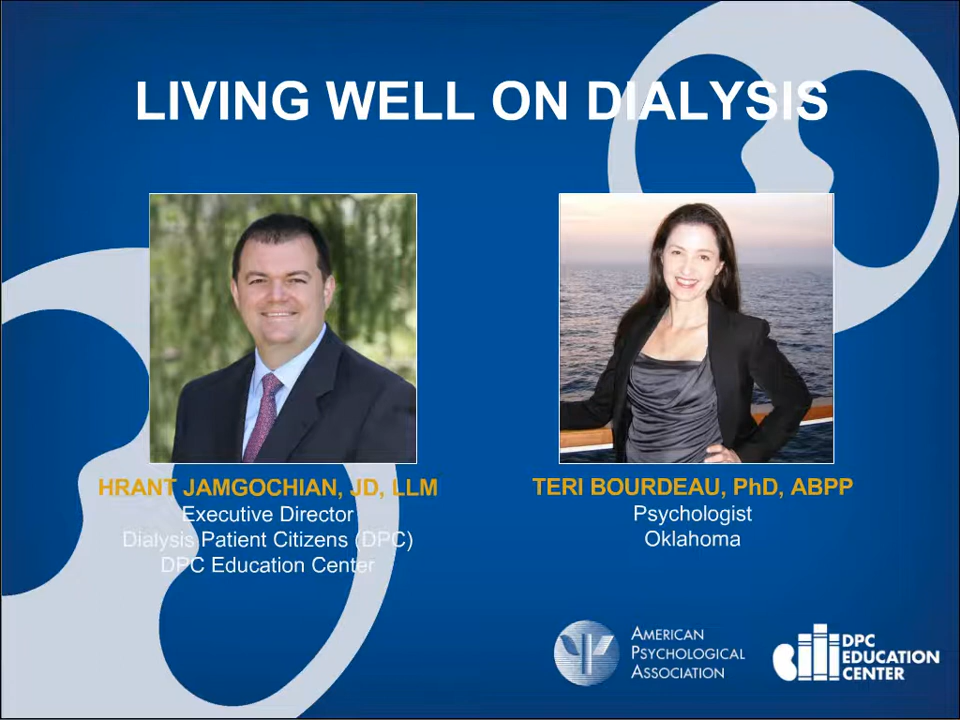 LIVING WELL ON DIALYSIS
HRANT JAMGOCHIAN, JD, LLM
Executive Director
Dialysis Patient Citizens (DPC)
DPC Education Center
TERI BOURDEAU, PhD, ABPP
Psychologist
Oklahoma
AMERICAN
PSYCHOLOGICAL
ASSOCIATION
DPC
EDUCATION
CENTER